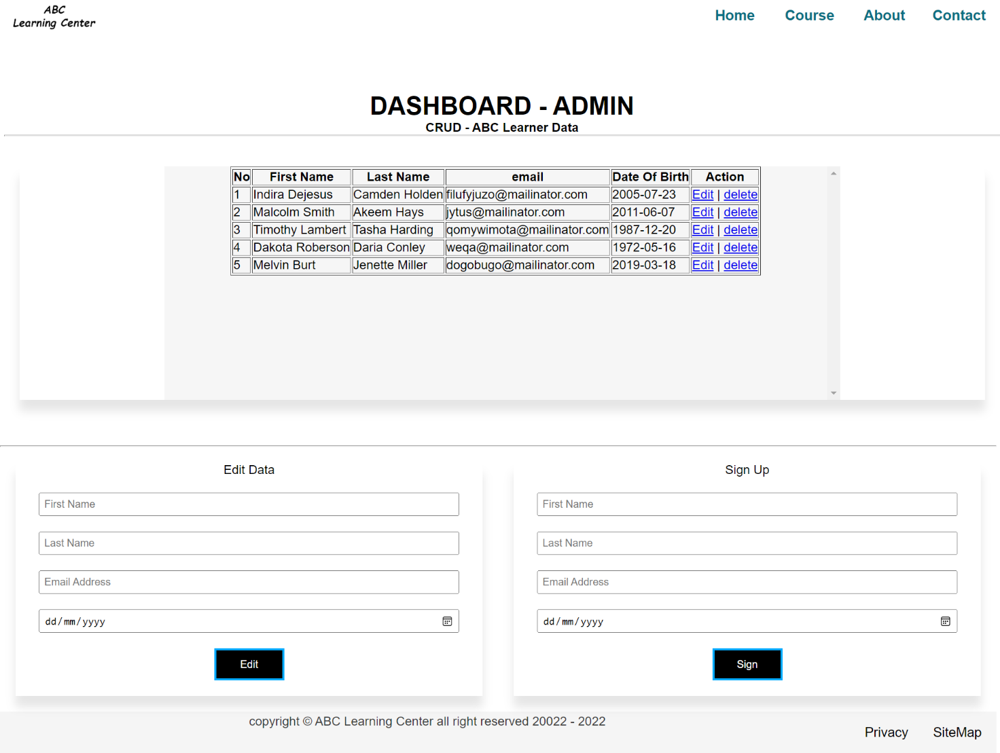 ABC
Learning Center
Home Course About Contact
DASHBOARD - ADMIN
CRUD - ABC Learner Data
No First Name Last Name email Date Of Birth Action
1 Indira Dejesus Camden Holden filufyjuzo@mailinator.com 2005-07-23 Edit | delete
2 Malcolm Smith Akeem Hays jytus@mailinator.com 2011-06-07 Edit | delete
3 Timothy Lambert Tasha Harding qomywimota@mailinator.com 1987-12-20 Edit | delete
4 Dakota Roberson Daria Conley weqa@mailinator.com 1972-05-16 Edit | delete
5 Melvin Burt Jenette Miller dogobugo@mailinator.com 2019-03-18 Edit | delete
Edit Data
First Name
Last Name
Email Address
dd/mm/yyyy
Edit
Sign Up
First Name
Last Name
Email Address
dd/mm/yyyy
Sign
copyright © ABC Learning Center all right reserved 20022 - 2022
Privacy SiteMap